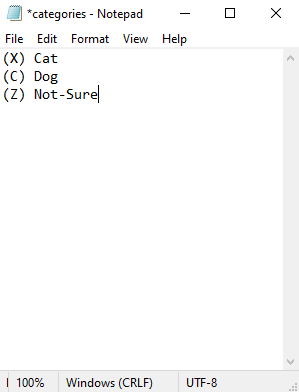 *categories - Notepad
File Edit Format View Help
(X) Cat
(C) Dog
(Z) Not-Sure
100% Windows (CRLF) UTF-8